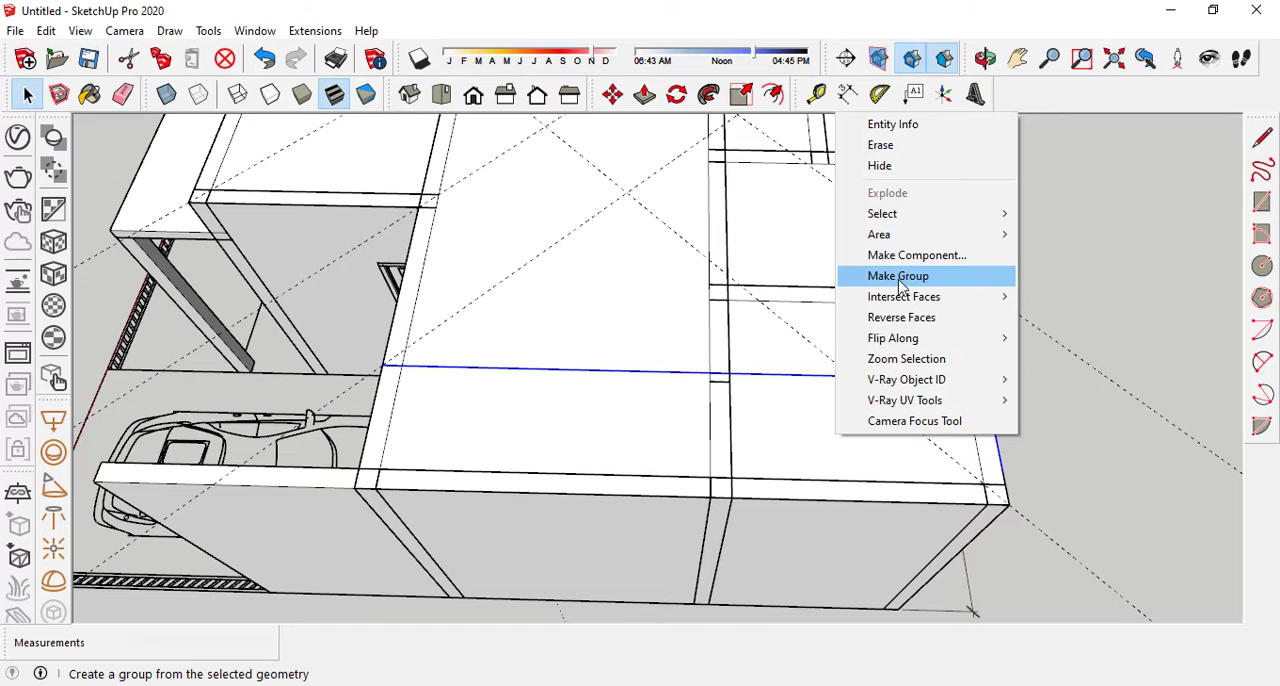 Untitled - SketchUp Pro 2020
File Edit View Camera Draw Tools Window Extensions Help
J F M A M J J A S O N D 06:43 AM Noon 04:45 PM
A1
Entity Info
Erase
Hide
Explode
Select
Area
Make Component...
Make Group
Intersect Faces
Reverse Faces
Flip Along
Zoom Selection
V-Ray Object ID
V-Ray UV Tools
Camera Focus Tool
Measurements
Create a group from the selected geometry